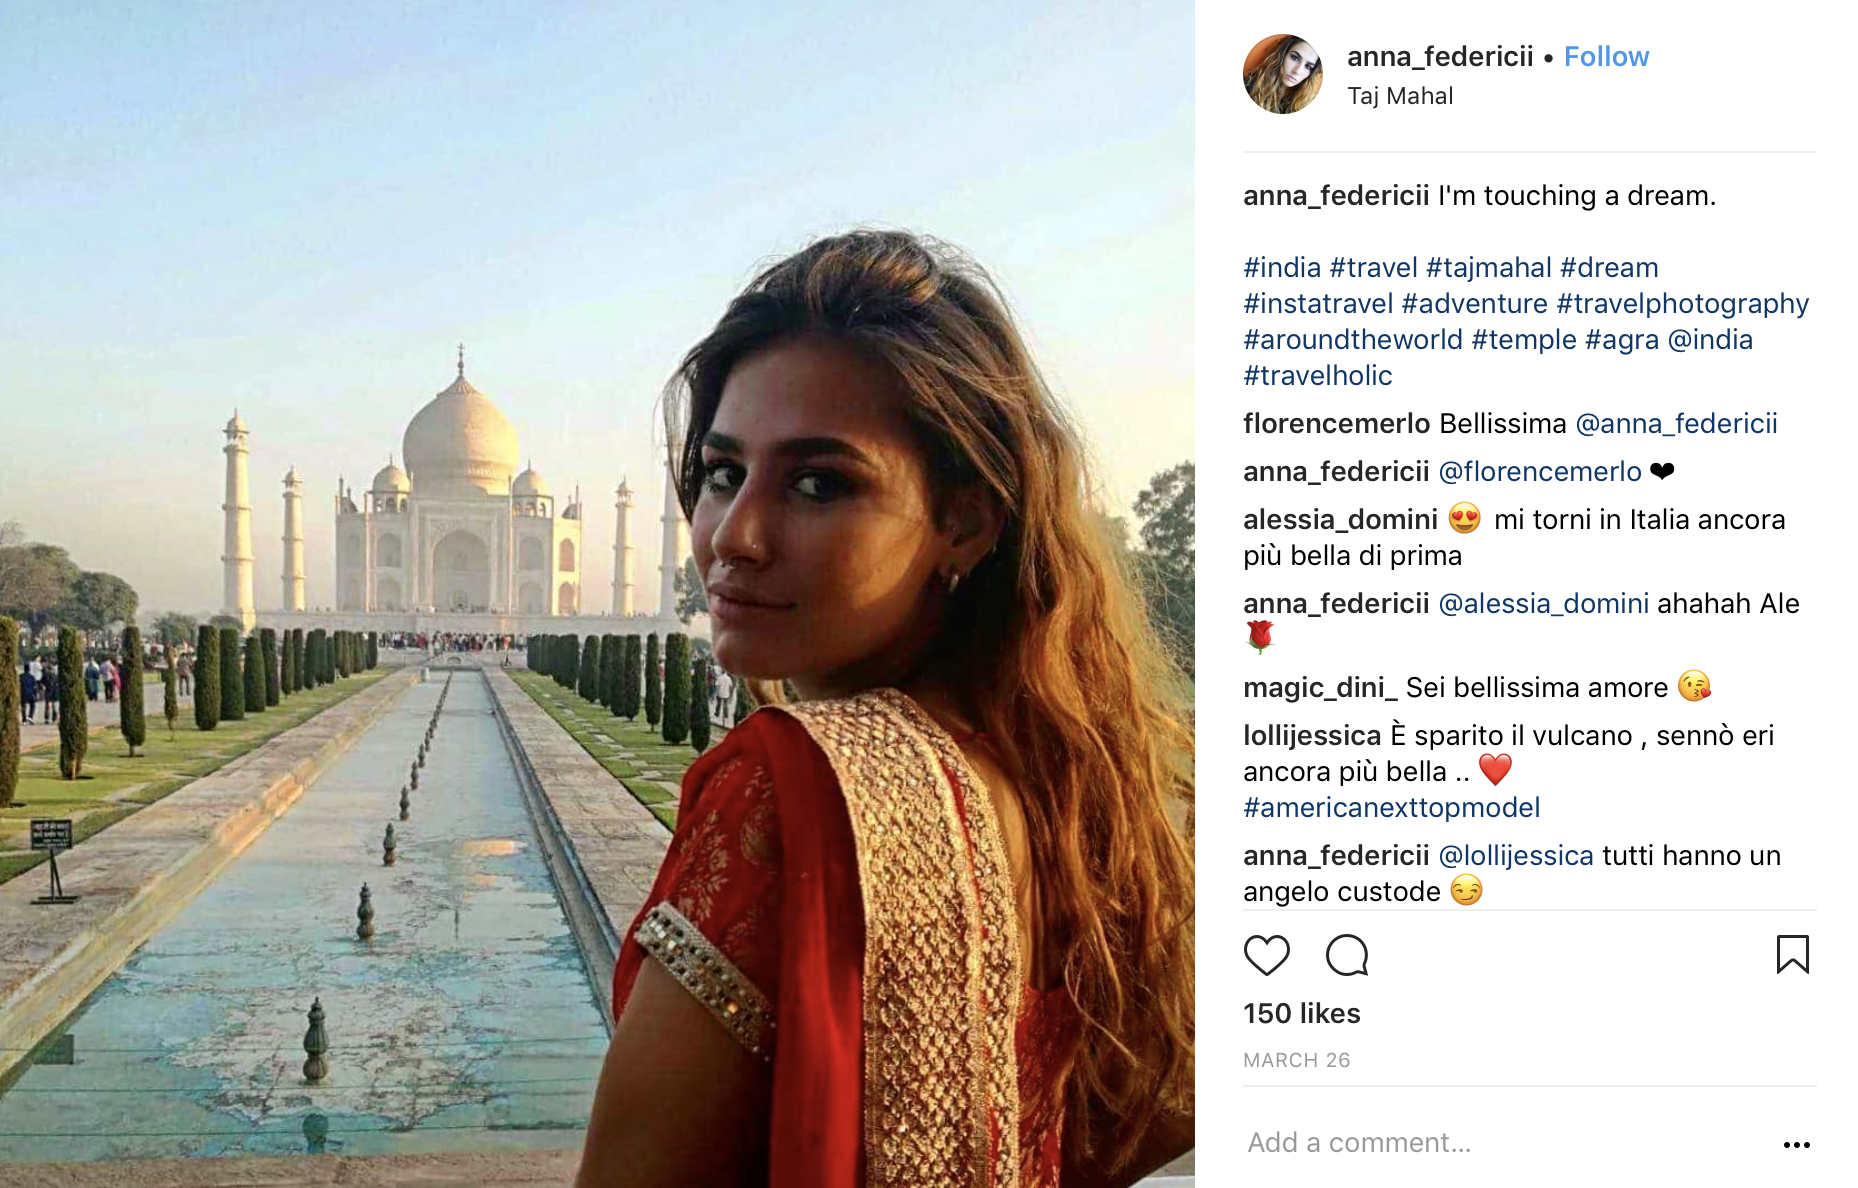 anna_federicii • Follow
Taj Mahal
anna_federicii I'm touching a dream.
#india #travel #tajmahal #dream
#instatravel #adventure #travelphotography
#aroundtheworld #temple #agra @india
#travelholic
florencemerlo Bellissima @anna_federicii
anna_federicii @florencemerlo ❤
alessia_domini 😍 mi torni in Italia ancora
più bella di prima
anna_federicii @alessia_domini ahahah Ale
🌹
magic_dini_ Sei bellissima amore 😘
lollijessica È sparito il vulcano , sennò eri
ancora più bella .. ❤️
#americanexttopmodel
anna_federicii @lollijessica tutti hanno un
angelo custode 😏
150 likes
MARCH 26
Add a comment...